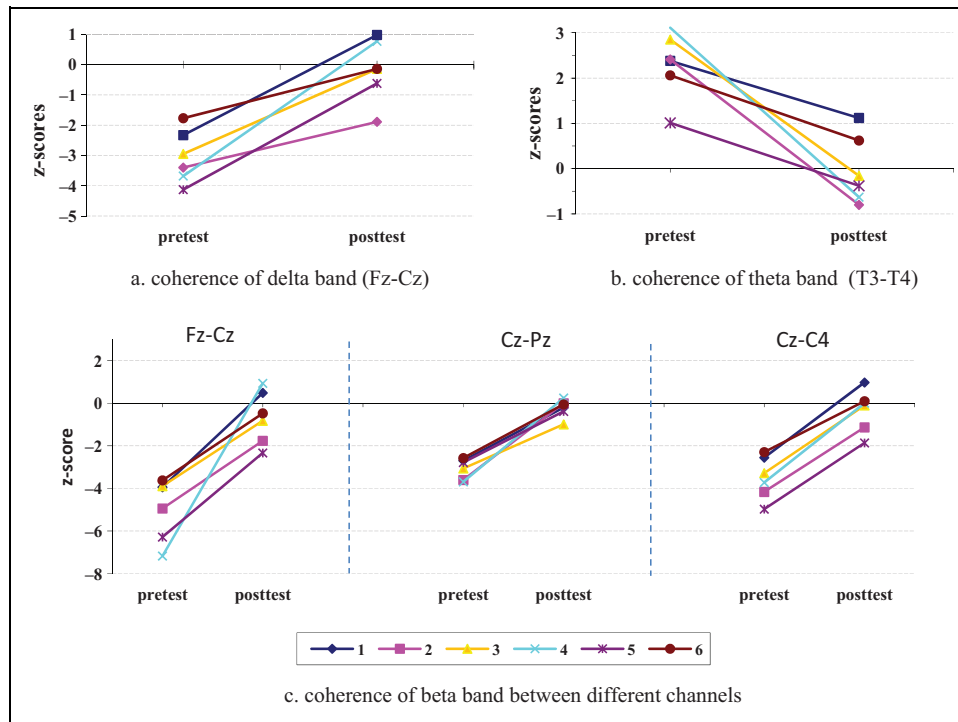 1
0
–1
–2
–3
–4
–5
z-scores
pretest posttest
a. coherence of delta band (Fz-Cz)
3
2
1
0
–1
z-scores
pretest posttest
b. coherence of theta band (T3-T4)
Fz-Cz Cz-Pz Cz-C4
2
0
–2
–4
–6
–8
z-score
pretest posttest pretest posttest pretest posttest
1 2 3 4 5 6
c. coherence of beta band between different channels